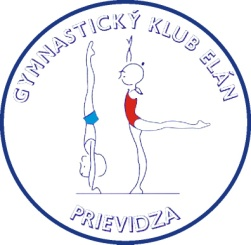 GYMNASTICKÝ KLUB ELÁN
PRIEVIDZA